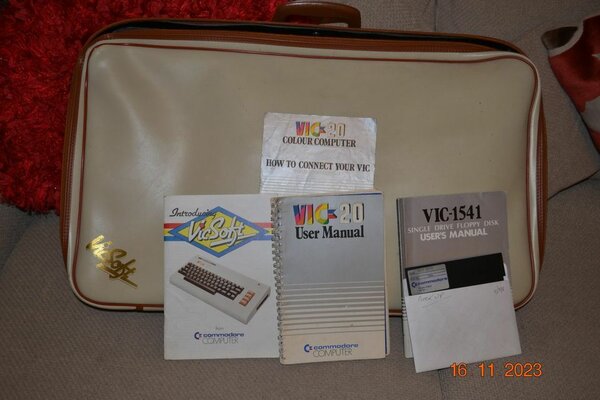 VIC-20
COLOUR COMPUTER
HOW TO CONNECT YOUR VIC
Introducing
VicSoft
commodore
COMPUTER
VIC-20
User Manual
commodore
COMPUTER
VIC-1541
SINGLE DRIVE FLOPPY DISK
USER'S MANUAL
VicSoft
16 11 2023